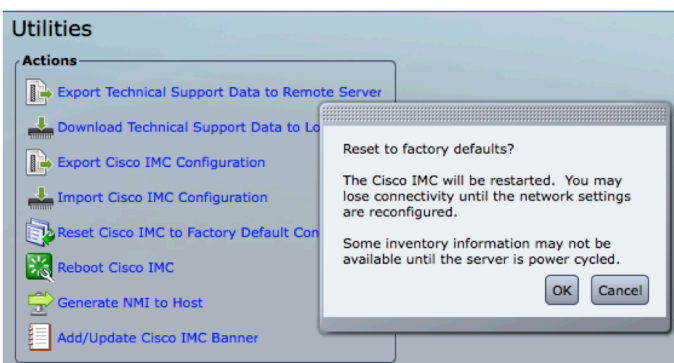 Utilities
Actions
Export Technical Support Data to Remote Server
Download Technical Support Data to Lo
Export Cisco IMC Configuration
Import Cisco IMC Configuration
Reset Cisco IMC to Factory Default Con
Reboot Cisco IMC
Generate NMI to Host
Add/Update Cisco IMC Banner
Reset to factory defaults?
The Cisco IMC will be restarted. You may
lose connectivity until the network settings
are reconfigured.
Some inventory information may not be
available until the server is power cycled.
OK Cancel